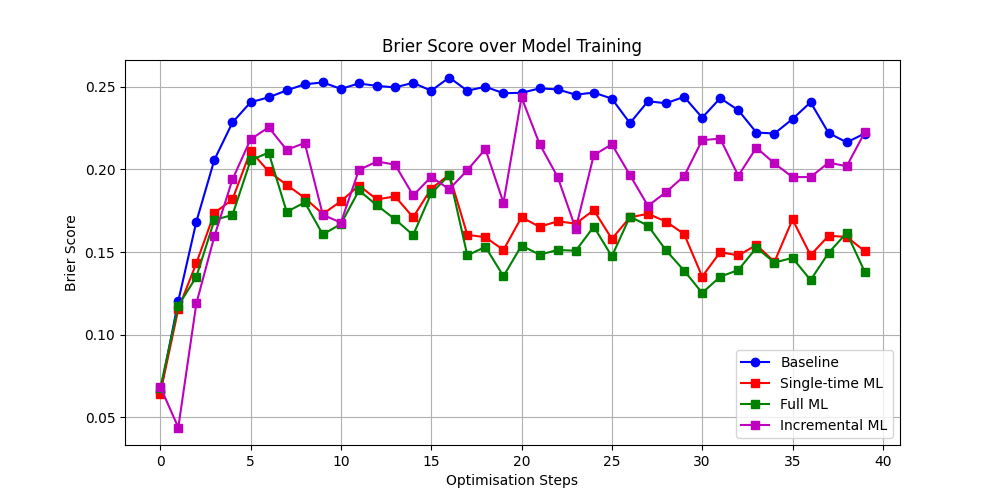 Brier Score over Model Training
Brier Score
0.25
0.20
0.15
0.10
0.05
0 5 10 15 20 25 30 35 40
Optimisation Steps
Baseline
Single-time ML
Full ML
Incremental ML